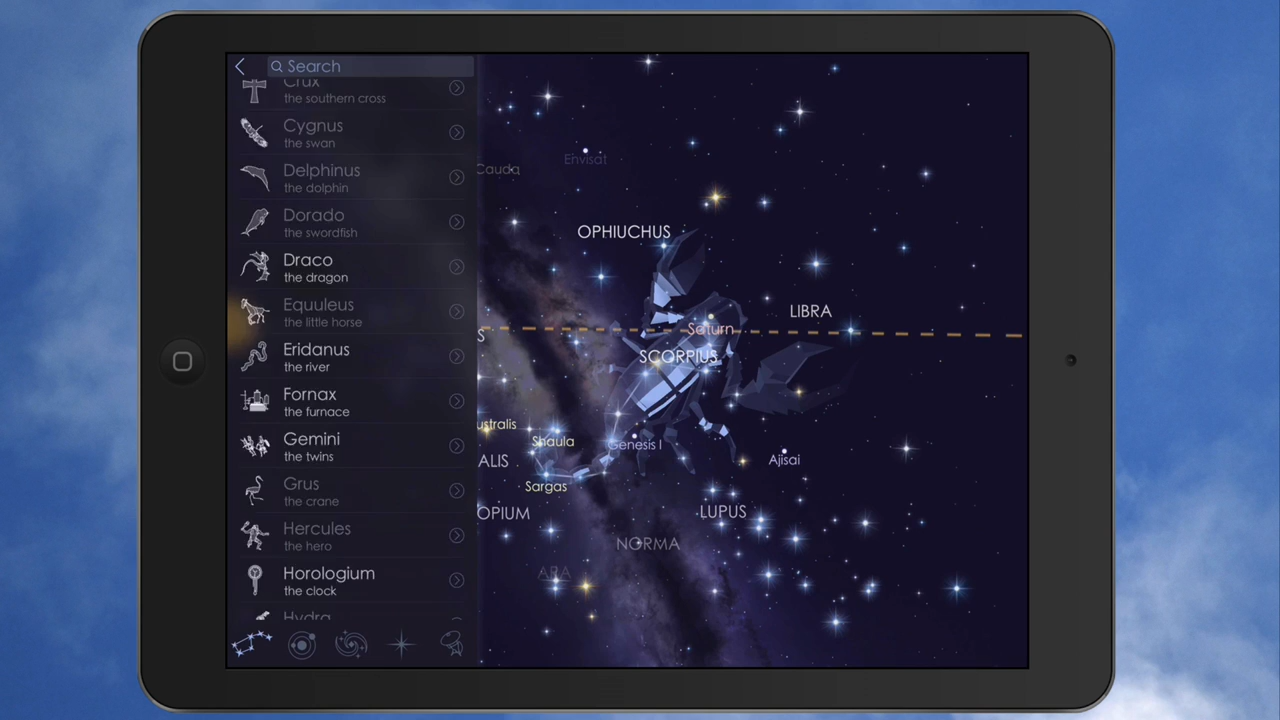 Search
Crux
the southern cross
Cygnus
the swan
Delphinus
the dolphin
Dorado
the swordfish
Draco
the dragon
Equuleus
the little horse
Eridanus
the river
Fornax
the furnace
Gemini
the twins
Grus
the crane
Hercules
the hero
Horologium
the clock
Hydra
Envisat
Cauda
OPHIUCHUS
LIBRA
Saturn
S
SCORPIUS
ustralis
Shaula
Genesis I
ALIS
Ajisai
Sargas
OPIUM
LUPUS
NORMA
ARA